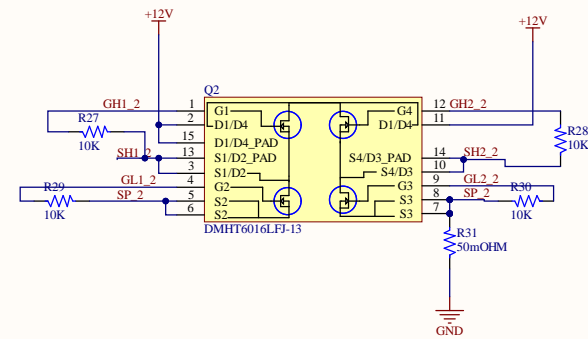 +12V
+12V
Q2
GH1_2
1
G1
G4
12
GH2_2
R27
10K
2
D1/D4
D1/D4
11
R28
10K
15
D1/D4_PAD
SH1_2
13
S1/D2_PAD
S4/D3_PAD
14
SH2_2
3
S1/D2
S4/D3
10
GL1_2
4
G2
G3
9
GL2_2
R29
10K
SP_2
5
S2
S3
8
SP_2
R30
10K
6
S2
S3
7
DMHT6016LFJ-13
R31
50mOHM
GND